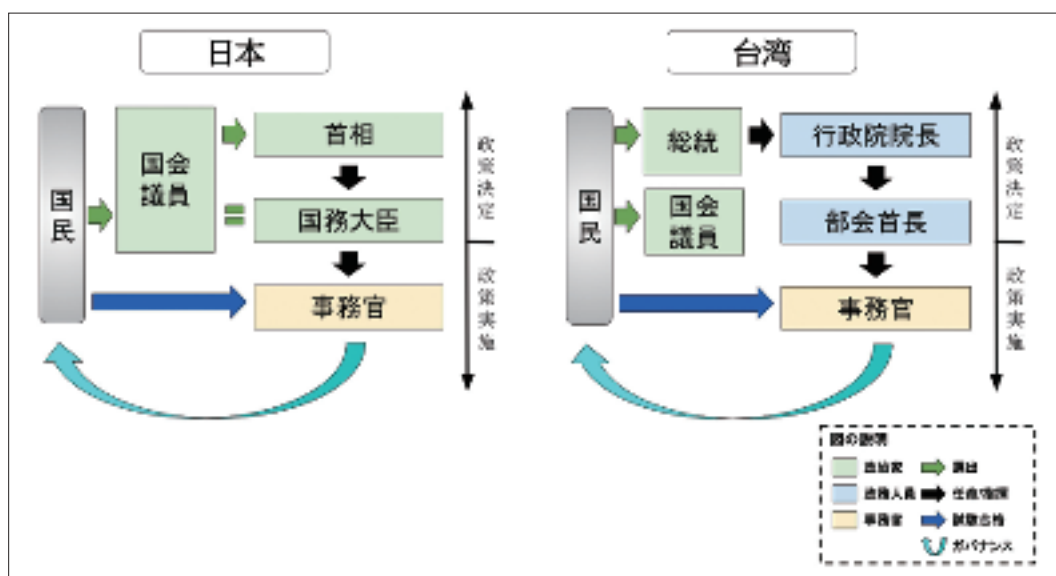 日本
国民
国会
議員
首相
国務大臣
事務官
政策決定
政策実施
台湾
国民
総統
国会
議員
行政院院長
部会首長
事務官
政策決定
政策実施
図の説明
政治家
選出
政務人員
事務官
試験合格
ガバナンス